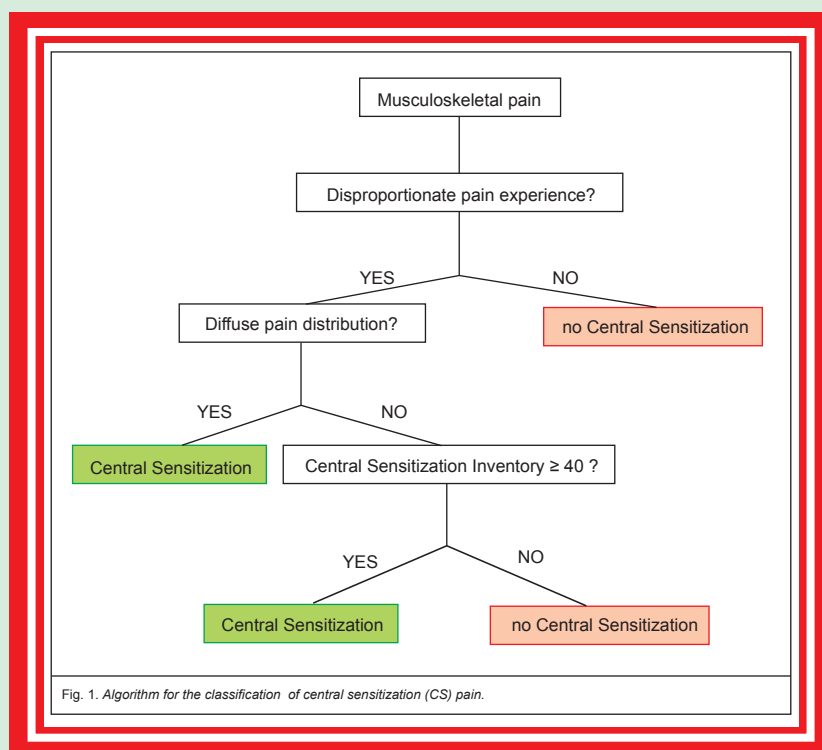 Musculoskeletal pain
Disproportionate pain experience?
YES
NO
Diffuse pain distribution?
no Central Sensitization
YES
NO
Central Sensitization
Central Sensitization Inventory ≥ 40 ?
YES
NO
Central Sensitization
no Central Sensitization
Fig. 1. Algorithm for the classification of central sensitization (CS) pain.